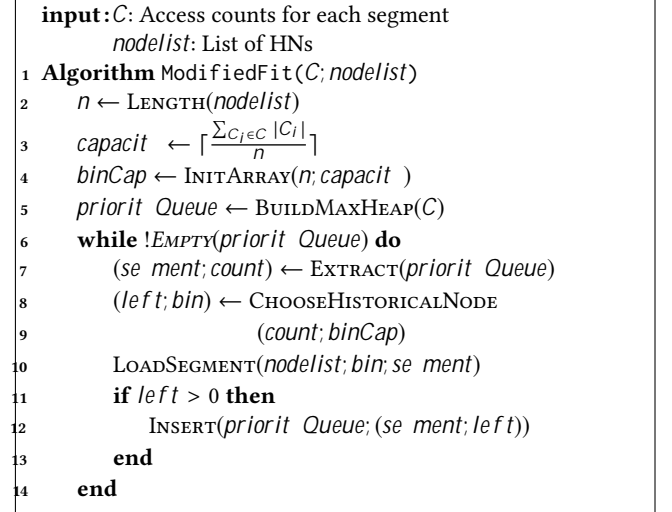 input: C: Access counts for each segment
nodelist: List of HNs
1 Algorithm ModifiedFit(C; nodelist)
2 n ← LENGTH(nodelist)
3 capacit ← ⌈ ∑C_i∈C |C_i| / n ⌉
4 binCap ← INITARRAY(n; capacit )
5 priorit Queue ← BUILDMAXHEAP(C)
6 while !EMPTY(priorit Queue) do
7 (se ment; count) ← EXTRACT(priorit Queue)
8 (left; bin) ← CHOOSEHISTORICALNODE
9 (count; binCap)
10 LOADSEGMENT(nodelist; bin; se ment)
11 if left > 0 then
12 INSERT(priorit Queue; (se ment; left))
13 end
14 end